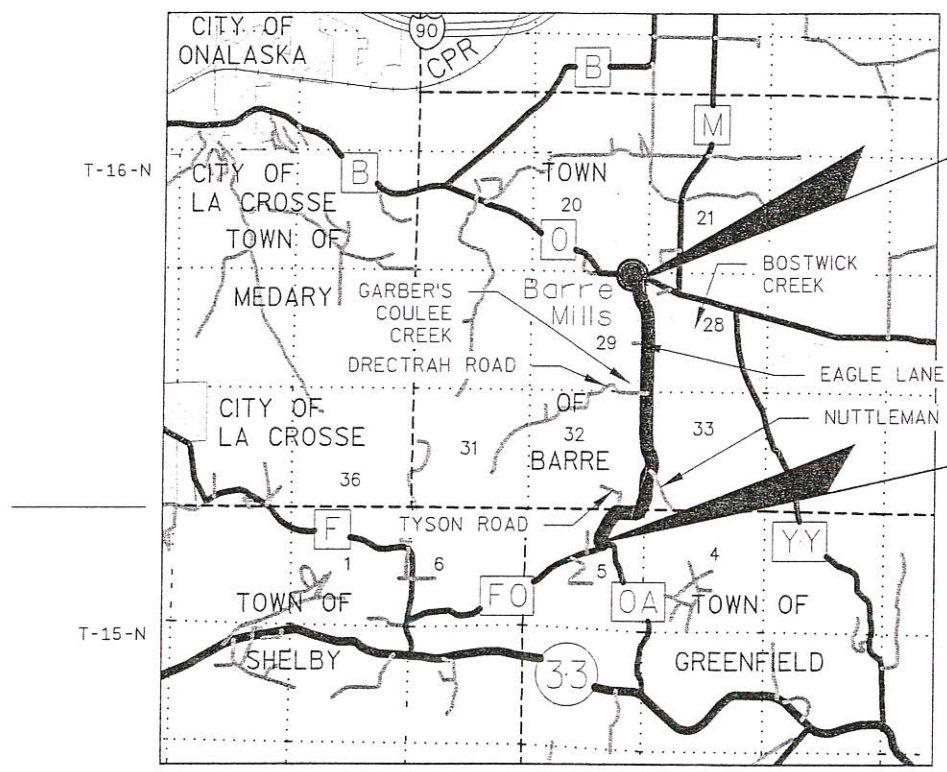 CITY OF
ONALASKA
90
CPR
B
M
T-16-N
CITY OF
LA CROSSE
B
TOWN
20
21
TOWN OF
O
MEDARY
GARBER'S
COULEE
CREEK
Barre
Mills
BOSTWICK
CREEK
28
29
DRECTRAH ROAD
EAGLE LANE
OF
NUTTLEMAN
CITY OF
LA CROSSE
31
32
33
BARRE
36
TYSON ROAD
F
YY
1
6
5
4
FO
OA
TOWN OF
TOWN OF
T-15-N
SHELBY
GREENFIELD
33